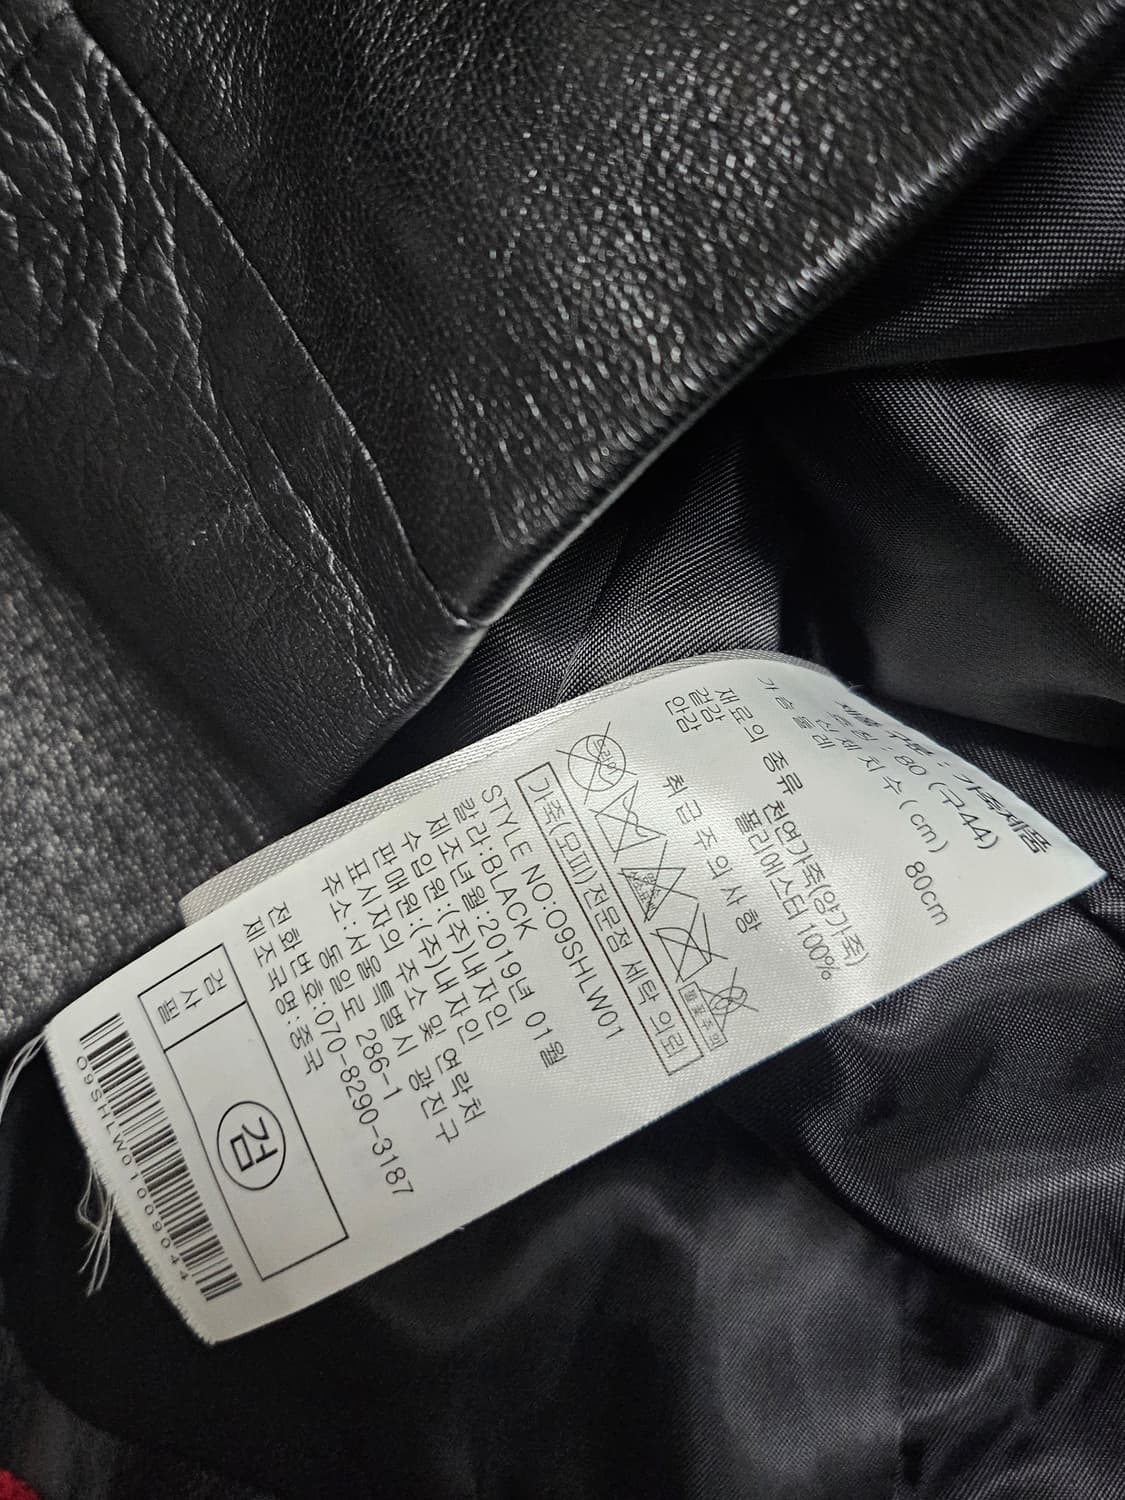 제품 구분 : 가죽제품
호칭 : 80 (구44)
신체 치수 (cm)
가슴둘레 80cm
재료의 종류
겉감 천연가죽(양가죽)
안감 폴리에스터 100%
취급 주의 사항
가죽(모피)전문점 세탁 의뢰
STYLE NO:O9SHLW01
칼라:BLACK
제조년월:2019년 01월
수입원:(주)내자인
판매원:(주)내자인
표시자의 주소 및 연락처
주소:서울특별시 광진구
동일로 286-1
전화번호:070-8290-3187
제조국명:중국
검사필
검
O9SHLW01009044